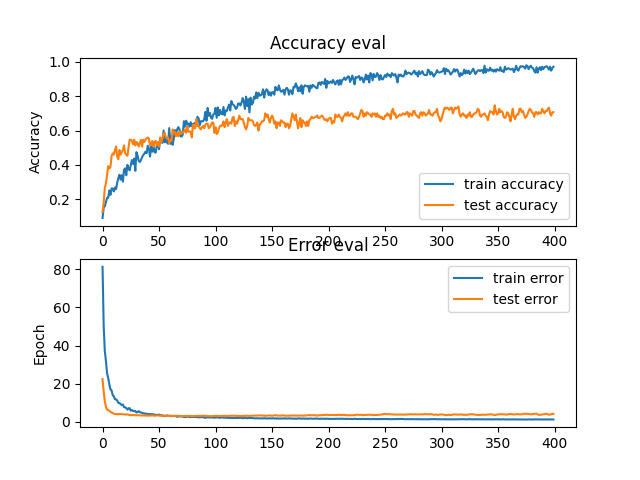 Accuracy eval
1.0
0.8
0.6
0.4
0.2
Accuracy
train accuracy
test accuracy
0 50 100 150 200 250 300 350 400
Error eval
80
60
40
20
0
Epoch
train error
test error
0 50 100 150 200 250 300 350 400